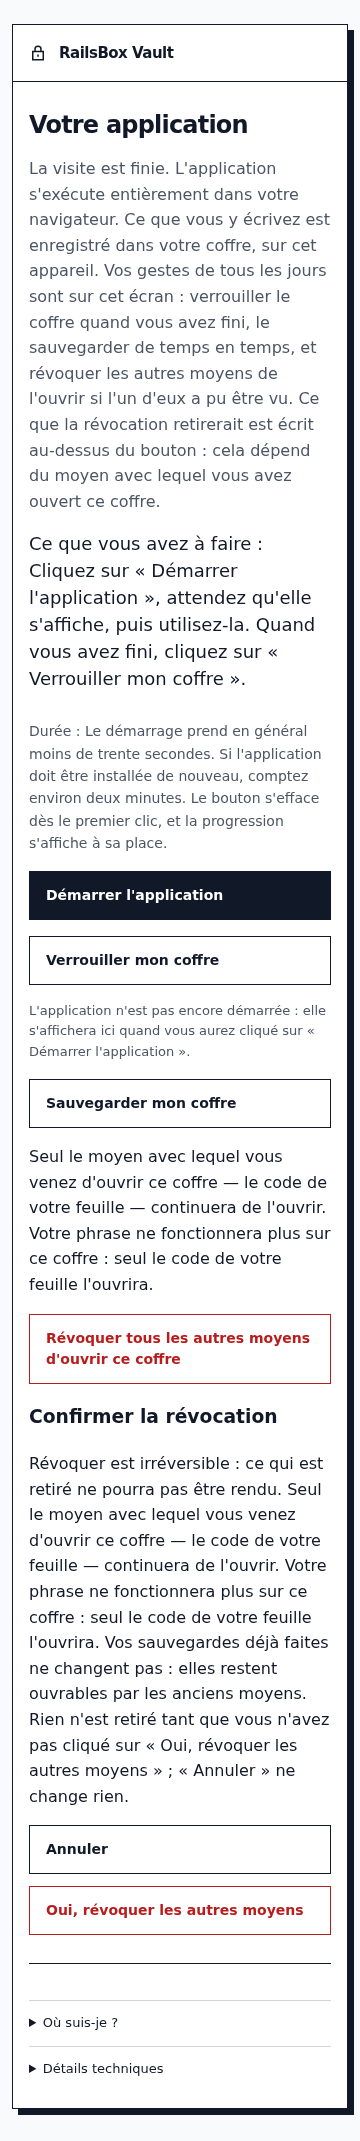 RailsBox Vault
Votre application
La visite est finie. L'application
s'exécute entièrement dans votre
navigateur. Ce que vous y écrivez est
enregistré dans votre coffre, sur cet
appareil. Vos gestes de tous les jours
sont sur cet écran : verrouiller le
coffre quand vous avez fini, le
sauvegarder de temps en temps, et
révoquer les autres moyens de
l'ouvrir si l'un d'eux a pu être vu. Ce
que la révocation retirerait est écrit
au-dessus du bouton : cela dépend
du moyen avec lequel vous avez
ouvert ce coffre.
Ce que vous avez à faire :
Cliquez sur « Démarrer
l'application », attendez qu'elle
s'affiche, puis utilisez-la. Quand
vous avez fini, cliquez sur «
Verrouiller mon coffre ».
Durée : Le démarrage prend en général
moins de trente secondes. Si l'application
doit être installée de nouveau, comptez
environ deux minutes. Le bouton s'efface
dès le premier clic, et la progression
s'affiche à sa place.
Démarrer l'application
Verrouiller mon coffre
L'application n'est pas encore démarrée : elle
s'affichera ici quand vous aurez cliqué sur «
Démarrer l'application ».
Sauvegarder mon coffre
Seul le moyen avec lequel vous
venez d'ouvrir ce coffre — le code de
votre feuille — continuera de l'ouvrir.
Votre phrase ne fonctionnera plus sur
ce coffre : seul le code de votre
feuille l'ouvrira.
Révoquer tous les autres moyens
d'ouvrir ce coffre
Confirmer la révocation
Révoquer est irréversible : ce qui est
retiré ne pourra pas être rendu. Seul
le moyen avec lequel vous venez
d'ouvrir ce coffre — le code de votre
feuille — continuera de l'ouvrir. Votre
phrase ne fonctionnera plus sur ce
coffre : seul le code de votre feuille
l'ouvrira. Vos sauvegardes déjà faites
ne changent pas : elles restent
ouvrables par les anciens moyens.
Rien n'est retiré tant que vous n'avez
pas cliqué sur « Oui, révoquer les
autres moyens » ; « Annuler » ne
change rien.
Annuler
Oui, révoquer les autres moyens
Où suis-je ?
Détails techniques